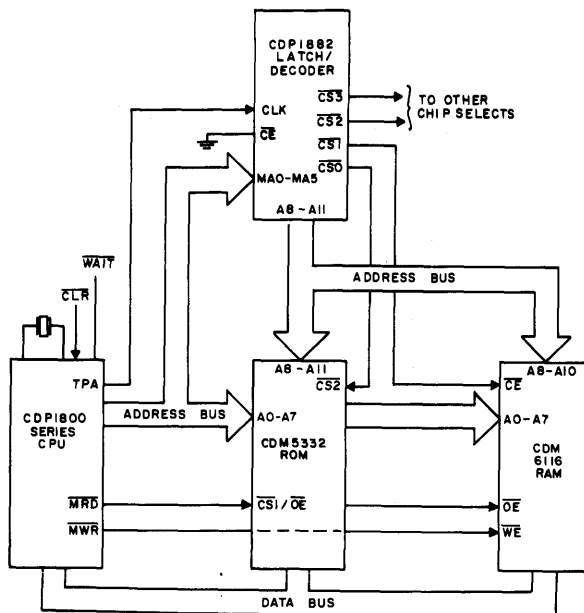 CDP1882
LATCH/
DECODER
CS3
TO OTHER
CHIP SELECTS
CLK
CS2
CE
CS1
CS0
MA0-MA5
A8-A11
WAIT
ADDRESS BUS
CLR
TPA
A8-A11
CS2
A8-A10
CE
ADDRESS BUS
A0-A7
A0-A7
CDP1800
SERIES
CPU
CDM5332
ROM
CDM
6116
RAM
MRD
CS1/OE
OE
MWR
WE
DATA BUS